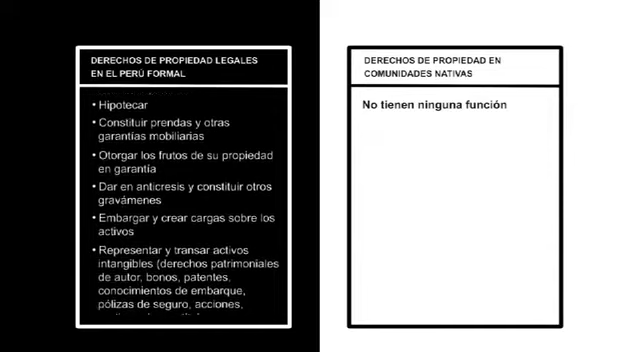 DERECHOS DE PROPIEDAD LEGALES
EN EL PERÚ FORMAL
• Hipotecar
• Constituir prendas y otras
garantías mobiliarias
• Otorgar los frutos de su propiedad
en garantía
• Dar en anticresis y constituir otros
gravámenes
• Embargar y crear cargas sobre los
activos
• Representar y transar activos
intangibles (derechos patrimoniales
de autor, bonos, patentes,
conocimientos de embarque,
pólizas de seguro, acciones,
DERECHOS DE PROPIEDAD EN
COMUNIDADES NATIVAS
No tienen ninguna función